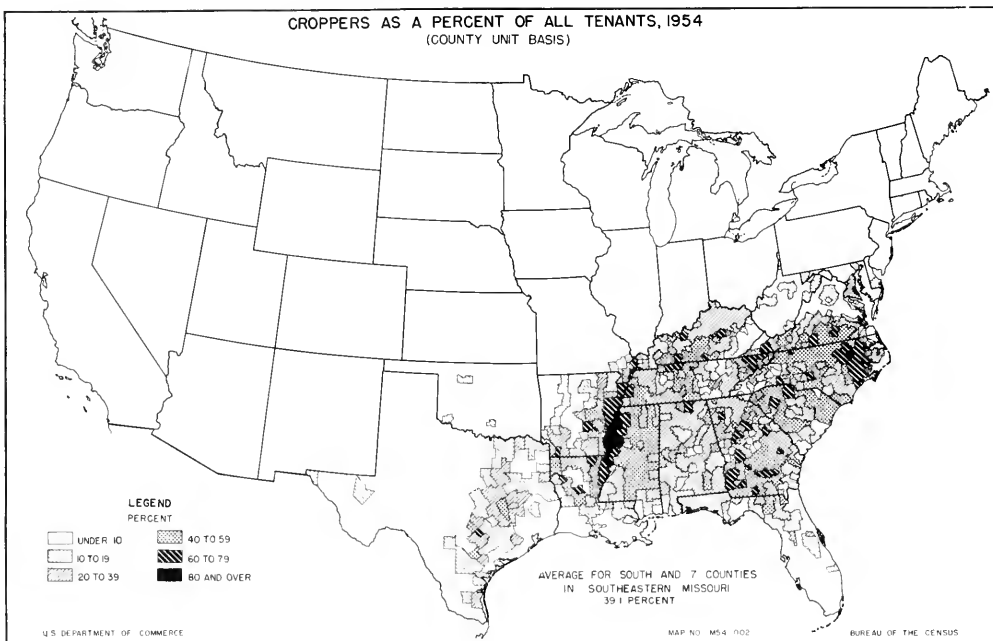 CROPPERS AS A PERCENT OF ALL TENANTS, 1954
(COUNTY UNIT BASIS)
LEGEND
PERCENT
UNDER 10
10 TO 19
20 TO 39
40 TO 59
60 TO 79
80 AND OVER
AVERAGE FOR SOUTH AND 7 COUNTIES
IN SOUTHEASTERN MISSOURI
39.1 PERCENT
U.S DEPARTMENT OF COMMERCE
MAP NO. M54 002
BUREAU OF THE CENSUS